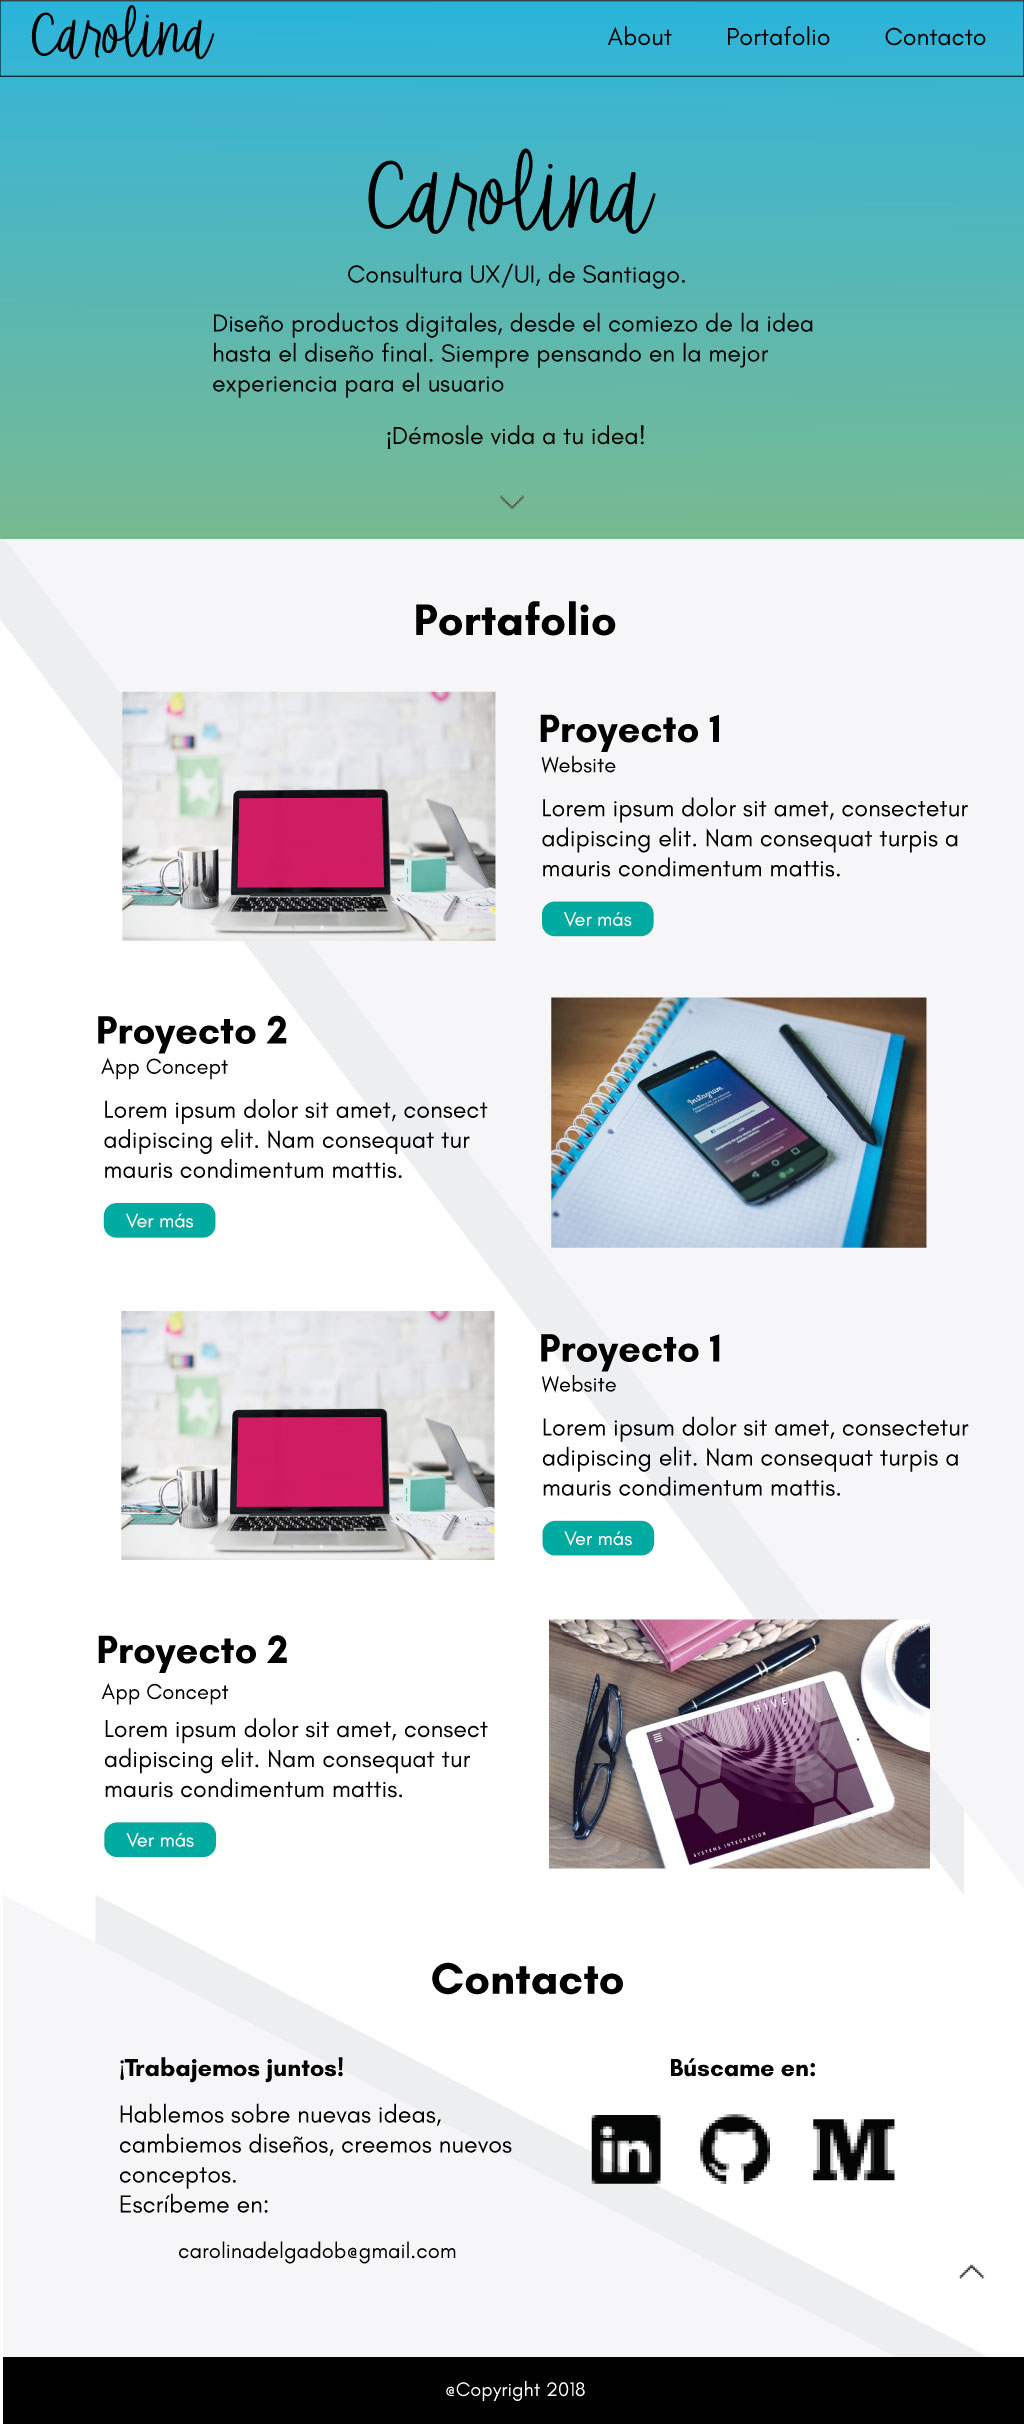 Carolina
About Portafolio Contacto
Carolina
Consultura UX/UI, de Santiago.
Diseño productos digitales, desde el comiezo de la idea
hasta el diseño final. Siempre pensando en la mejor
experiencia para el usuario
¡Démosle vida a tu idea!
Portafolio
Proyecto 1
Website
Lorem ipsum dolor sit amet, consectetur
adipiscing elit. Nam consequat turpis a
mauris condimentum mattis.
Ver más
Proyecto 2
App Concept
Lorem ipsum dolor sit amet, consect
adipiscing elit. Nam consequat tur
mauris condimentum mattis.
Ver más
Instagram
Proyecto 1
Website
Lorem ipsum dolor sit amet, consectetur
adipiscing elit. Nam consequat turpis a
mauris condimentum mattis.
Ver más
Proyecto 2
App Concept
Lorem ipsum dolor sit amet, consect
adipiscing elit. Nam consequat tur
mauris condimentum mattis.
Ver más
HIVE
SYSTEMS INTEGRATION
Contacto
¡Trabajemos juntos!
Hablemos sobre nuevas ideas,
cambiemos diseños, creemos nuevos
conceptos.
Escríbeme en:
carolinadelgadob@gmail.com
Búscame en:
in
M
@Copyright 2018